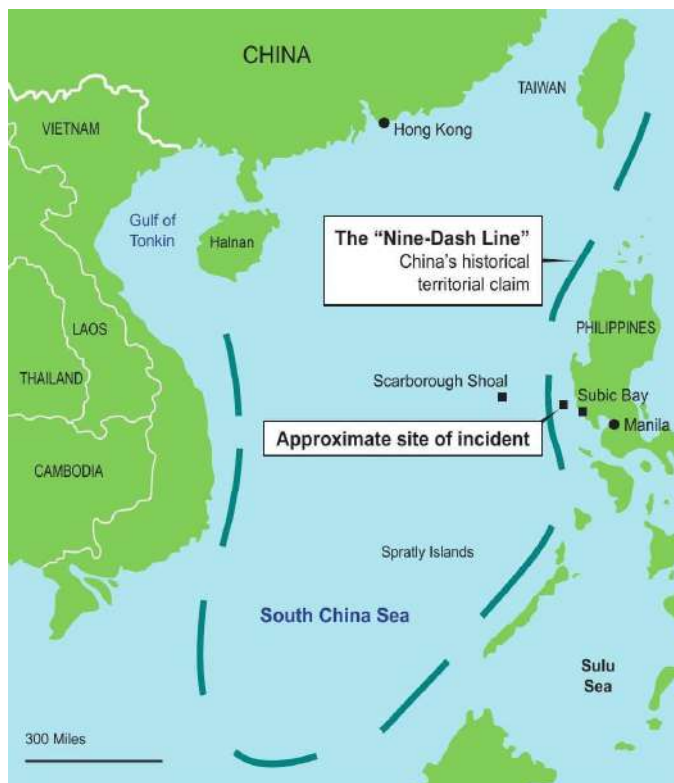 CHINA
TAIWAN
VIETNAM
Hong Kong
Gulf of
Tonkin
Hainan
The “Nine-Dash Line”
China’s historical
territorial claim
LAOS
PHILIPPINES
THAILAND
Scarborough Shoal
Subic Bay
Manila
Approximate site of incident
CAMBODIA
Spratly Islands
South China Sea
Sulu
Sea
300 Miles